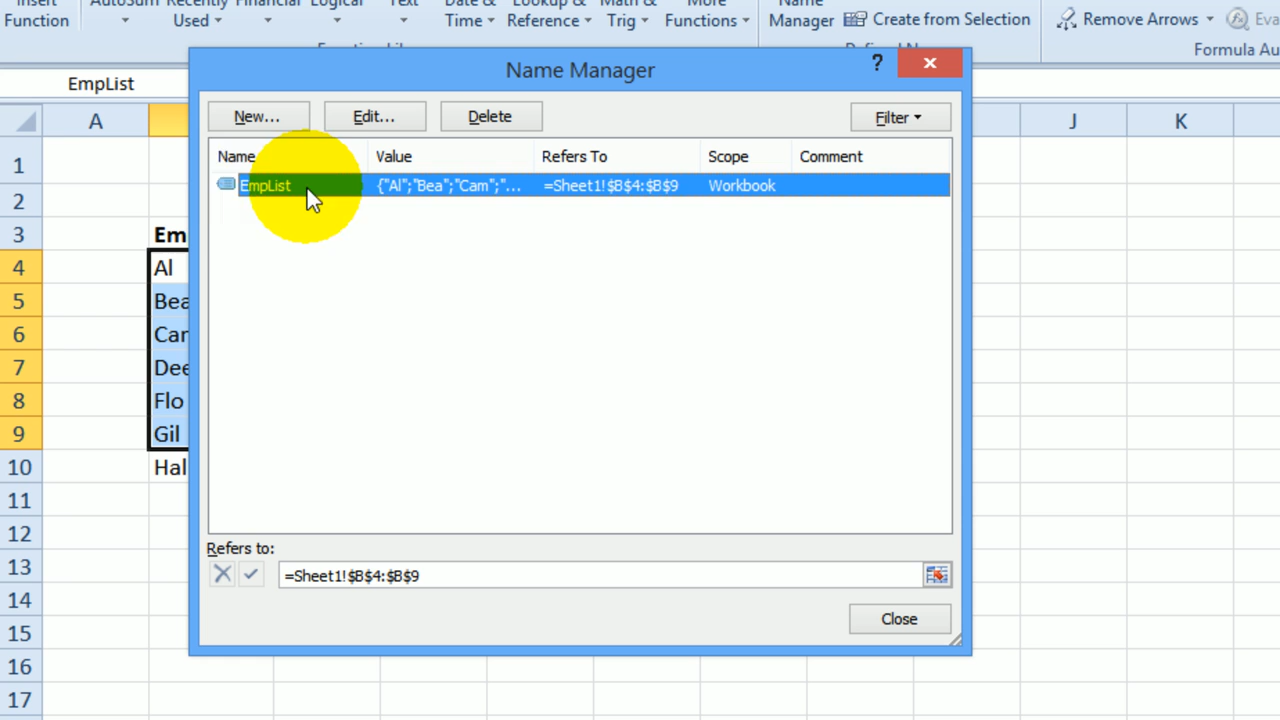 Insert AutoSum Recently Financial Logical Text Date & Lookup & Math & More Name
Function Used Time Reference Trig Functions Manager Create from Selection Remove Arrows
Formula Au
EmpList
Name Manager ?
New... Edit... Delete Filter
A J K
Name Value Refers To Scope Comment
EmpList {"Al";"Bea";"Cam";"... =Sheet1!$B$4:$B$9 Workbook
1
2
3 Em
4 Al
5 Bea
6 Car
7 Dee
8 Flo
9 Gil
10 Hal
11
12
13
14
15
16
17
Refers to:
=Sheet1!$B$4:$B$9
Close